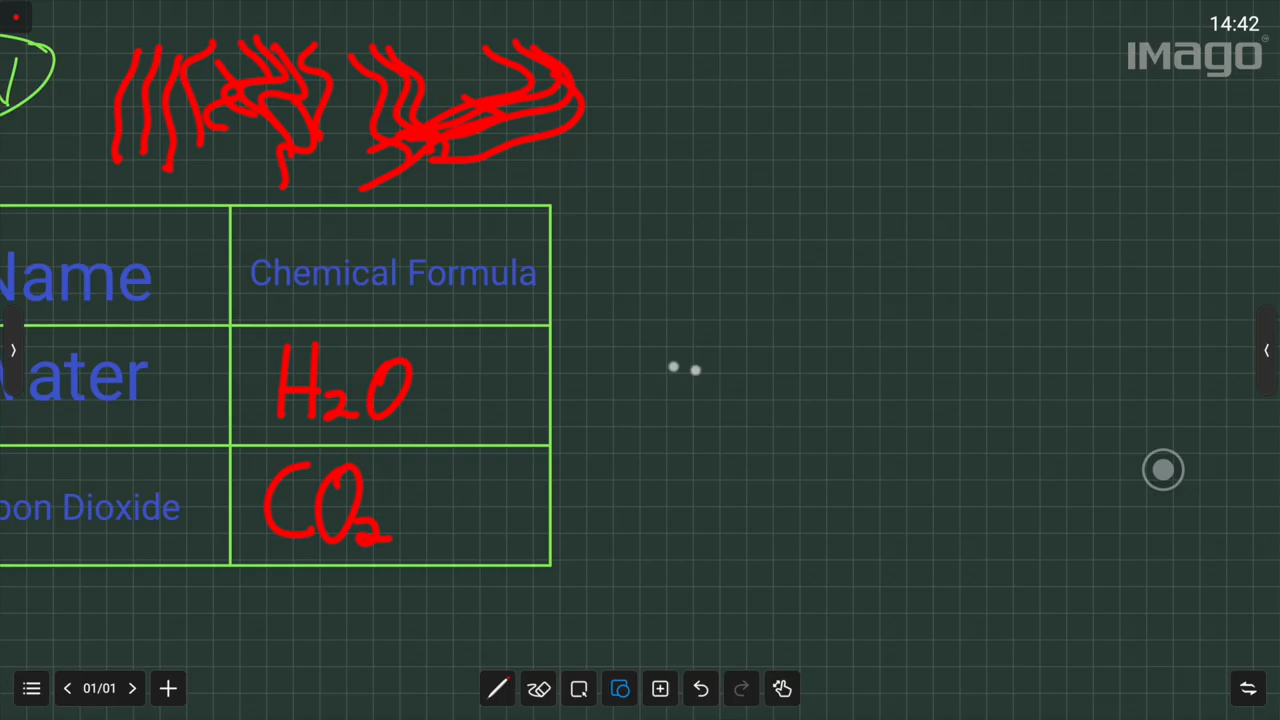 14:42
IMago
Name
Chemical Formula
ater
H₂O
bon Dioxide
CO₂
01/01